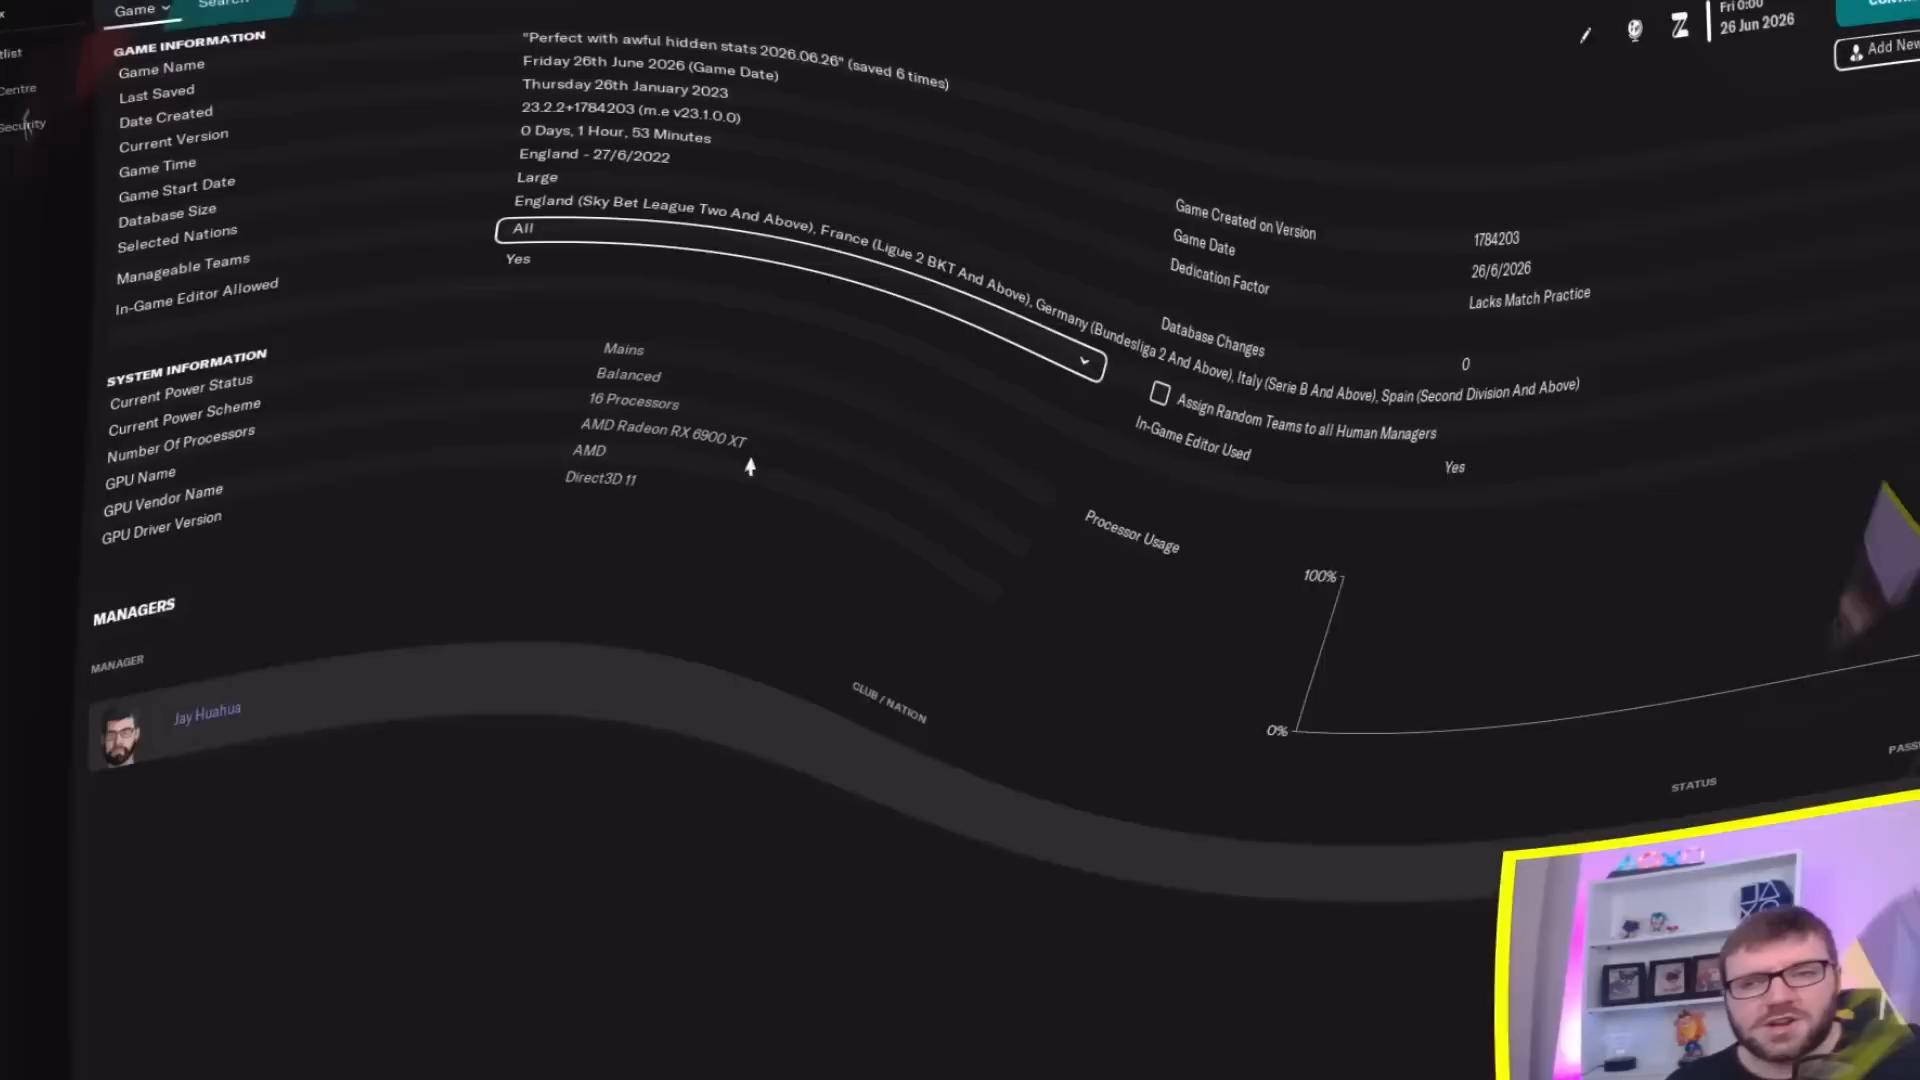 Game
Search
Fri 0:00
26 Jun 2026
Add New
Centre
Security
GAME INFORMATION
Game Name "Perfect with awful hidden stats 2026.06.26" (saved 6 times)
Last Saved Friday 26th June 2026 (Game Date)
Date Created Thursday 26th January 2023
Current Version 23.2.2+1784203 (m.e v23.1.0.0)
Game Time 0 Days, 1 Hour, 53 Minutes
Game Start Date England - 27/6/2022
Database Size Large
Selected Nations England (Sky Bet League Two And Above), France (Ligue 2 BKT And Above), Germany (Bundesliga 2 And Above), Italy (Serie B And Above), Spain (Second Division And Above)
Manageable Teams All
In-Game Editor Allowed Yes
Game Created on Version 1784203
Game Date 26/6/2026
Dedication Factor Lacks Match Practice
Database Changes 0
Assign Random Teams to all Human Managers
In-Game Editor Used Yes
SYSTEM INFORMATION
Current Power Status Mains
Current Power Scheme Balanced
Number Of Processors 16 Processors
GPU Name AMD Radeon RX 6900 XT
GPU Vendor Name AMD
GPU Driver Version Direct3D 11
Processor Usage
100%
0%
MANAGERS
MANAGER
CLUB / NATION
STATUS
Jay Huahua